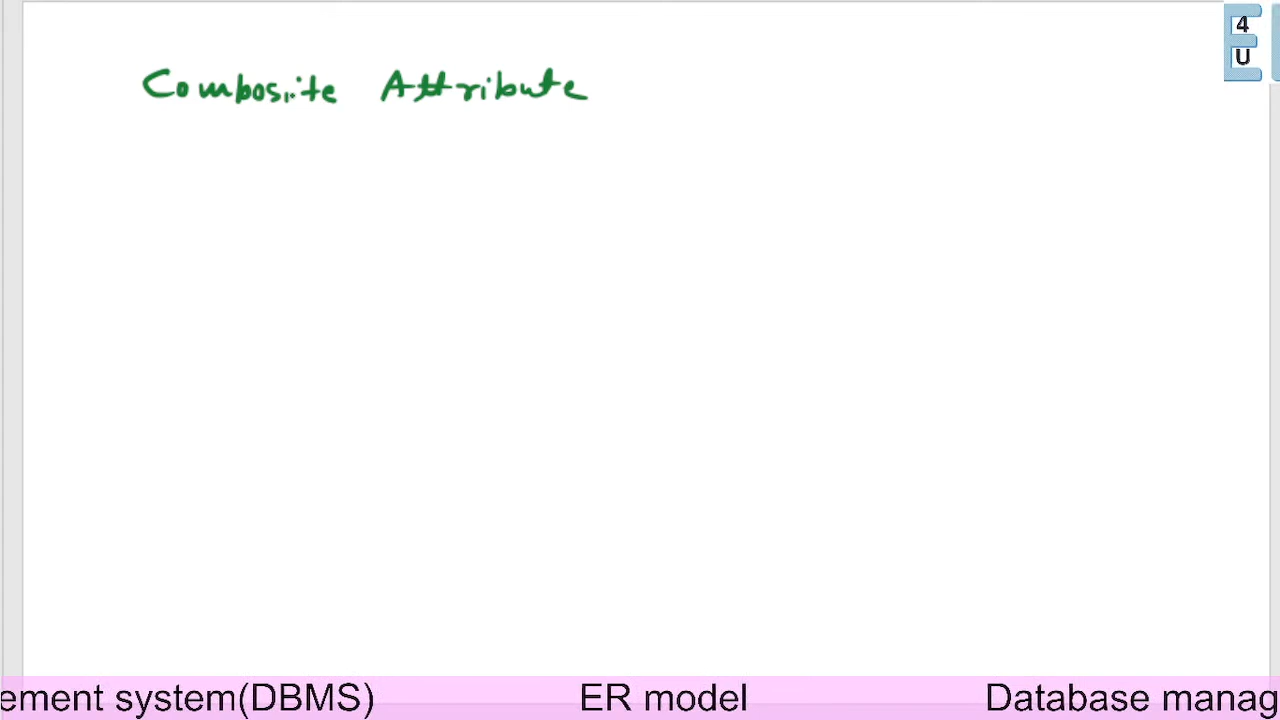 Composite Attribute
4
U
ement system(DBMS) ER model Database manag